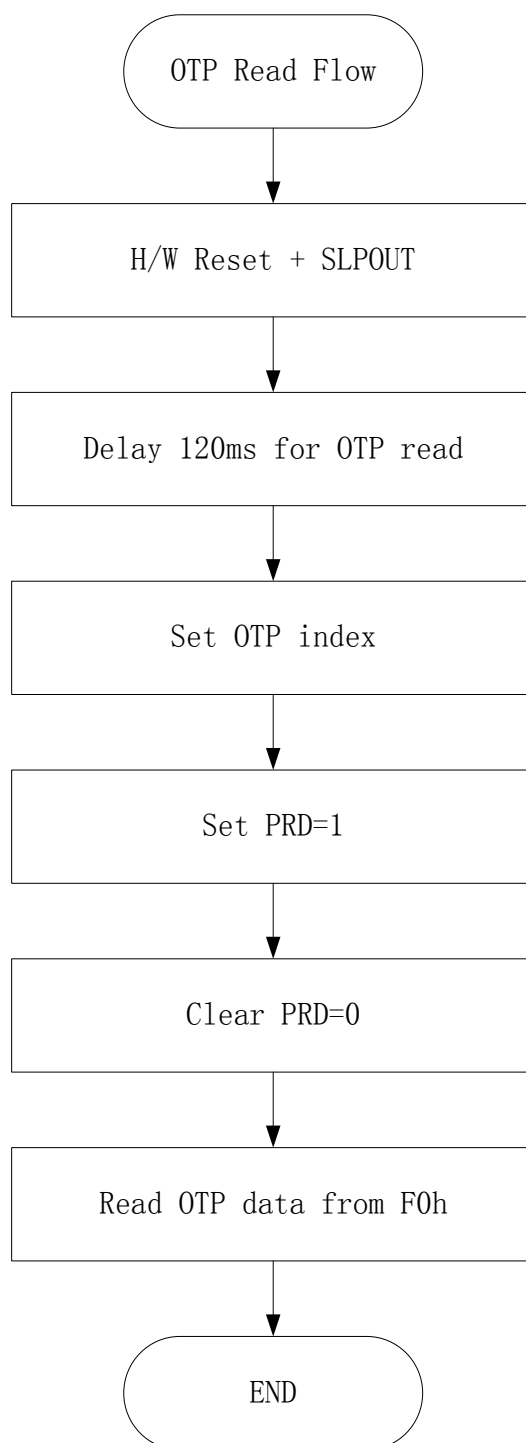 OTP Read Flow
H/W Reset + SLPOUT
Delay 120ms for OTP read
Set OTP index
Set PRD=1
Clear PRD=0
Read OTP data from F0h
END